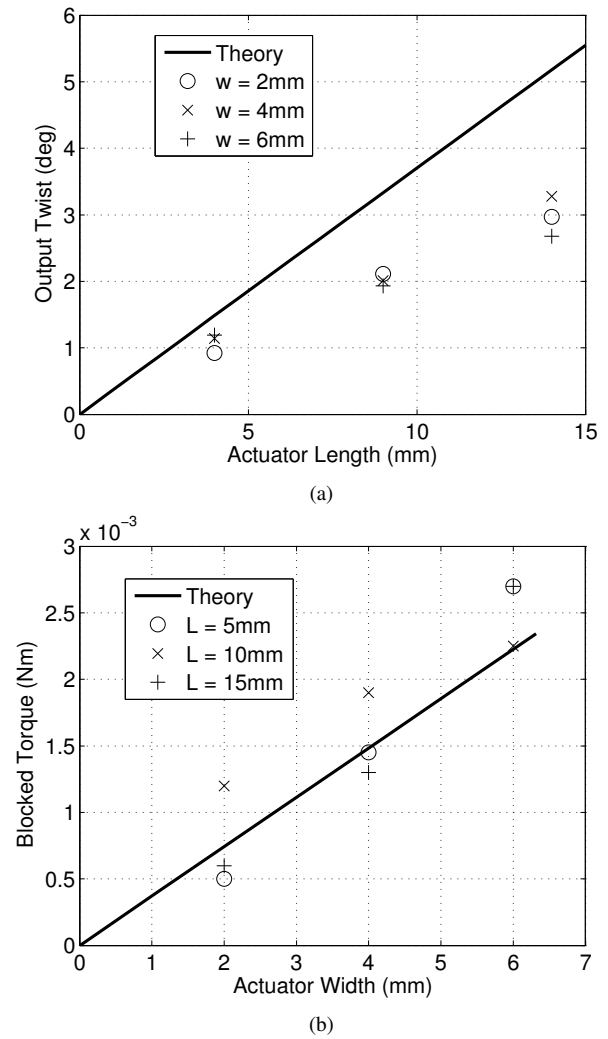 6
5
4
3
2
1
0
Output Twist (deg)
Theory
w = 2mm
w = 4mm
w = 6mm
0 5 10 15
Actuator Length (mm)
(a)
x 10⁻³
3
2.5
2
1.5
1
0.5
0
Blocked Torque (Nm)
Theory
L = 5mm
L = 10mm
L = 15mm
0 1 2 3 4 5 6 7
Actuator Width (mm)
(b)